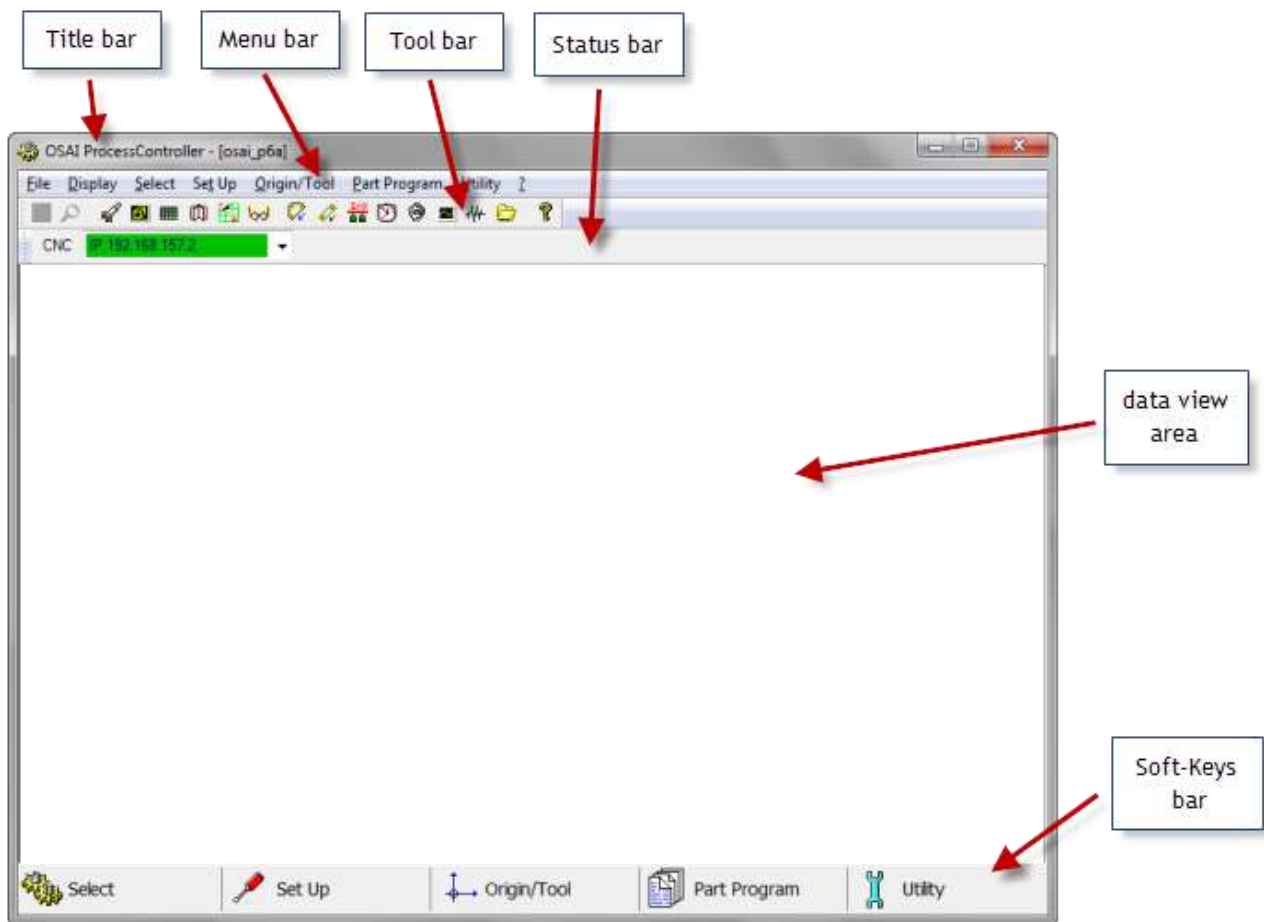 Title bar
Menu bar
Tool bar
Status bar
OSAI ProcessController - [osai_p6a]
File Display Select Set Up Origin/Tool Part Program Utility ?
CNC IP 192.168.157.2
data view
area
Soft-Keys
bar
Select Set Up Origin/Tool Part Program Utility